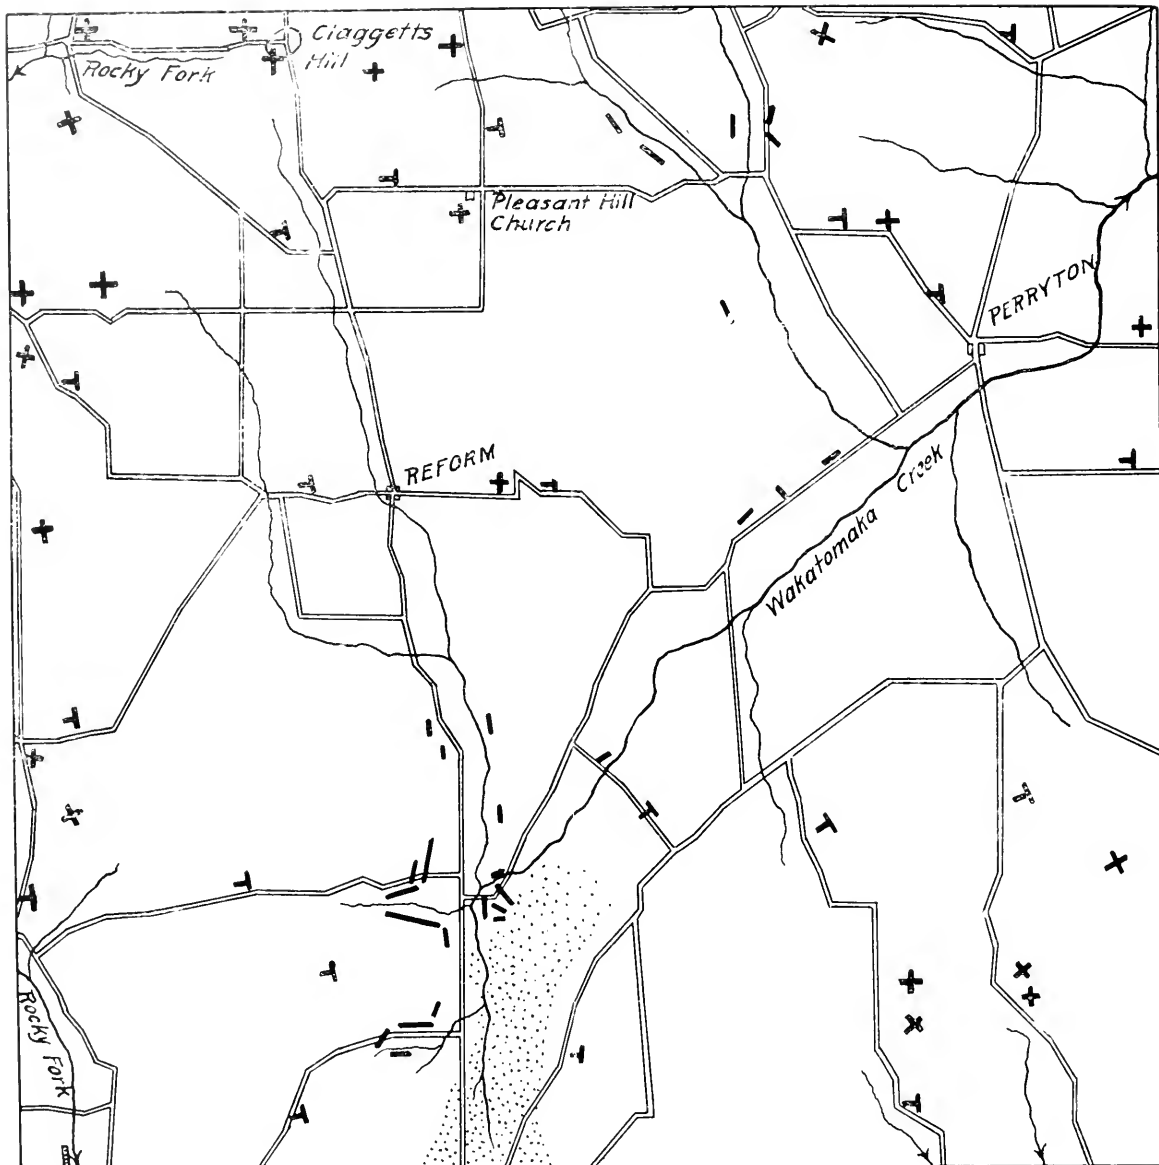 Claggetts
Hill
Rocky Fork
Pleasant Hill
Church
PERRYTON
REFORM
Wakatomaka Creek
Rocky Fork